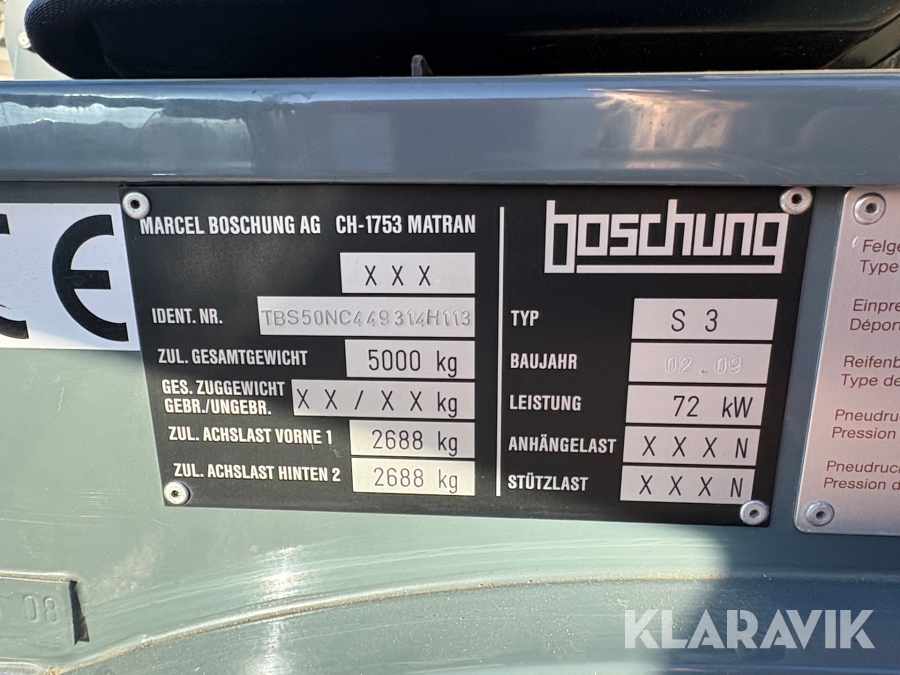 CE
MARCEL BOSCHUNG AG CH-1753 MATRAN
XXX
IDENT. NR. TBS50NC449314H113
ZUL. GESAMTGEWICHT 5000 kg
GES. ZUGGEWICHT
GEBR./UNGEBR. XX/XX kg
ZUL. ACHSLAST VORNE 1 2688 kg
ZUL. ACHSLAST HINTEN 2 2688 kg
boschung
TYP S 3
BAUJAHR 02.09
LEISTUNG 72 kW
ANHÄNGELAST XXX N
STÜTZLAST XXX N
Felge
Type
Einpre
Déport
Reifenb
Type de
Pneudruc
Pression
Pneudruck
Pression d
08
KLARAVIK